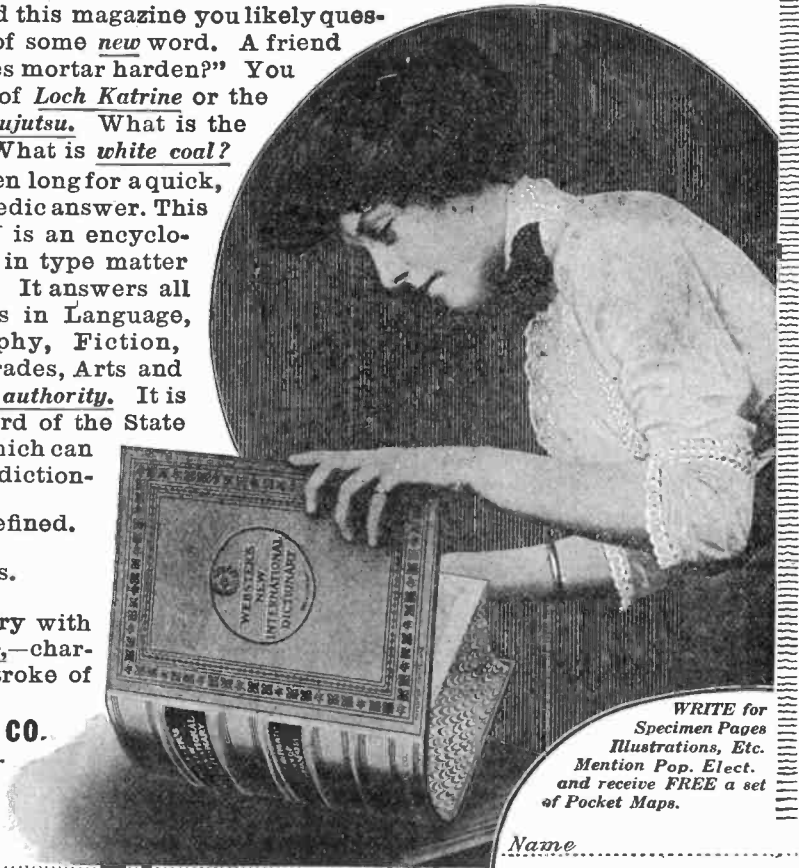 d this magazine you likely ques-
of some new word. A friend
es mortar harden?" You
of Loch Katrine or the
ujutsu. What is the
What is white coal?
en long for a quick,
edic answer. This
is an encyclo-
in type matter
It answers all
s in Language,
phy, Fiction,
rades, Arts and
authority. It is
rd of the State
hich can
diction-
efined.
s.
ry with
,—char-
troke of
CO.
WEBSTER'S
NEW
INTERNATIONAL
DICTIONARY
WRITE for
Specimen Pages
Illustrations, Etc.
Mention Pop. Elect.
and receive FREE a set
of Pocket Maps.
Name